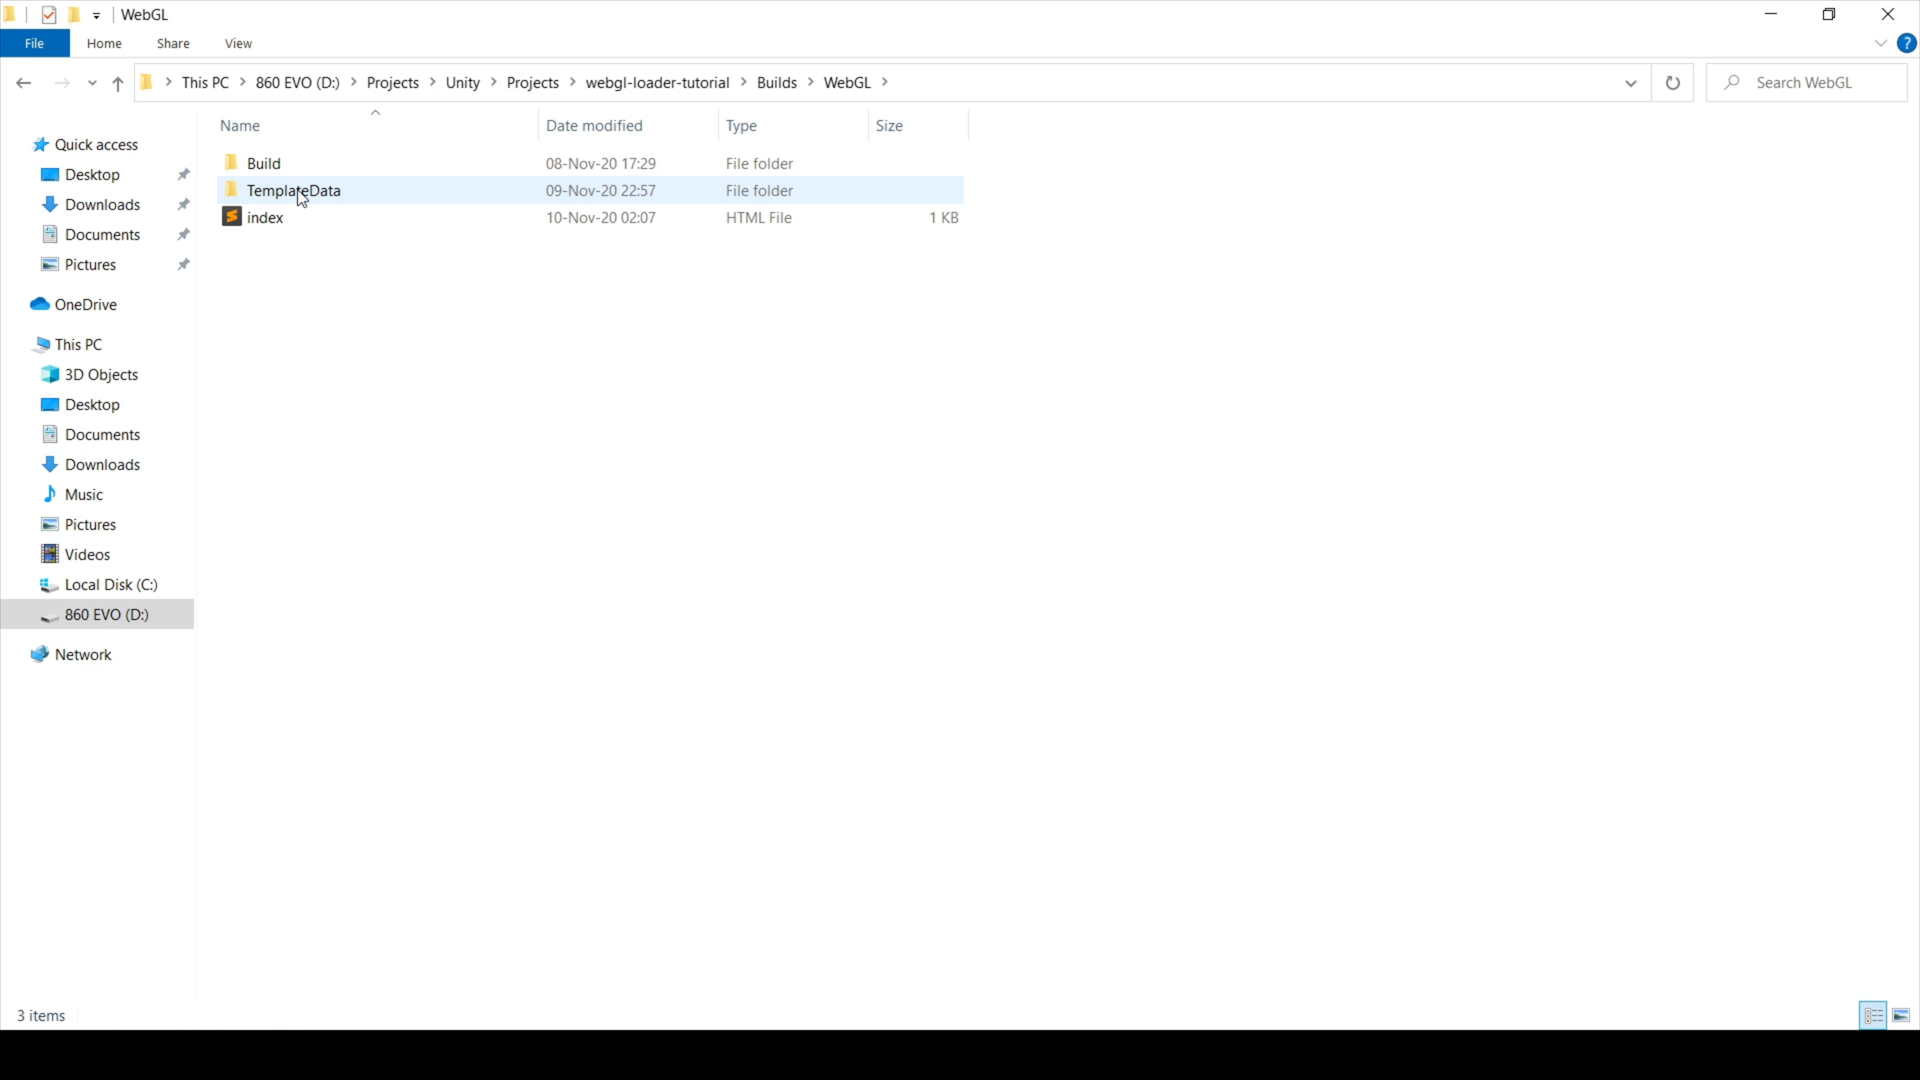 WebGL
File Home Share View
This PC 860 EVO (D:) Projects Unity Projects webgl-loader-tutorial Builds WebGL Search WebGL
Name Date modified Type Size
Quick access
Desktop
Downloads
Documents
Pictures
OneDrive
This PC
3D Objects
Desktop
Documents
Downloads
Music
Pictures
Videos
Local Disk (C:)
860 EVO (D:)
Network
Build 08-Nov-20 17:29 File folder
TemplateData 09-Nov-20 22:57 File folder
index 10-Nov-20 02:07 HTML File 1 KB
3 items